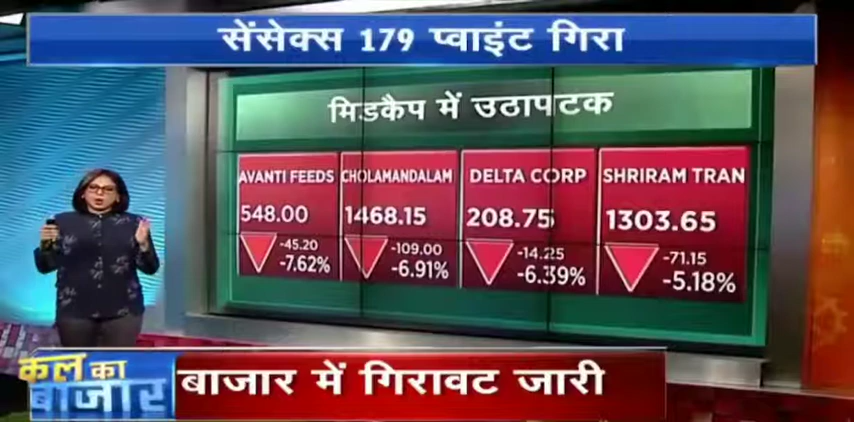 सेंसेक्स 179 प्वाइंट गिरा
मिडकैप में उठापटक
AVANTI FEEDS
548.00
-45.20
-7.62%
CHOLAMANDALAM
1468.15
-109.00
-6.91%
DELTA CORP
208.75
-14.25
-6.39%
SHRIRAM TRAN
1303.65
-71.15
-5.18%
कल का
बाजार
बाजार में गिरावट जारी